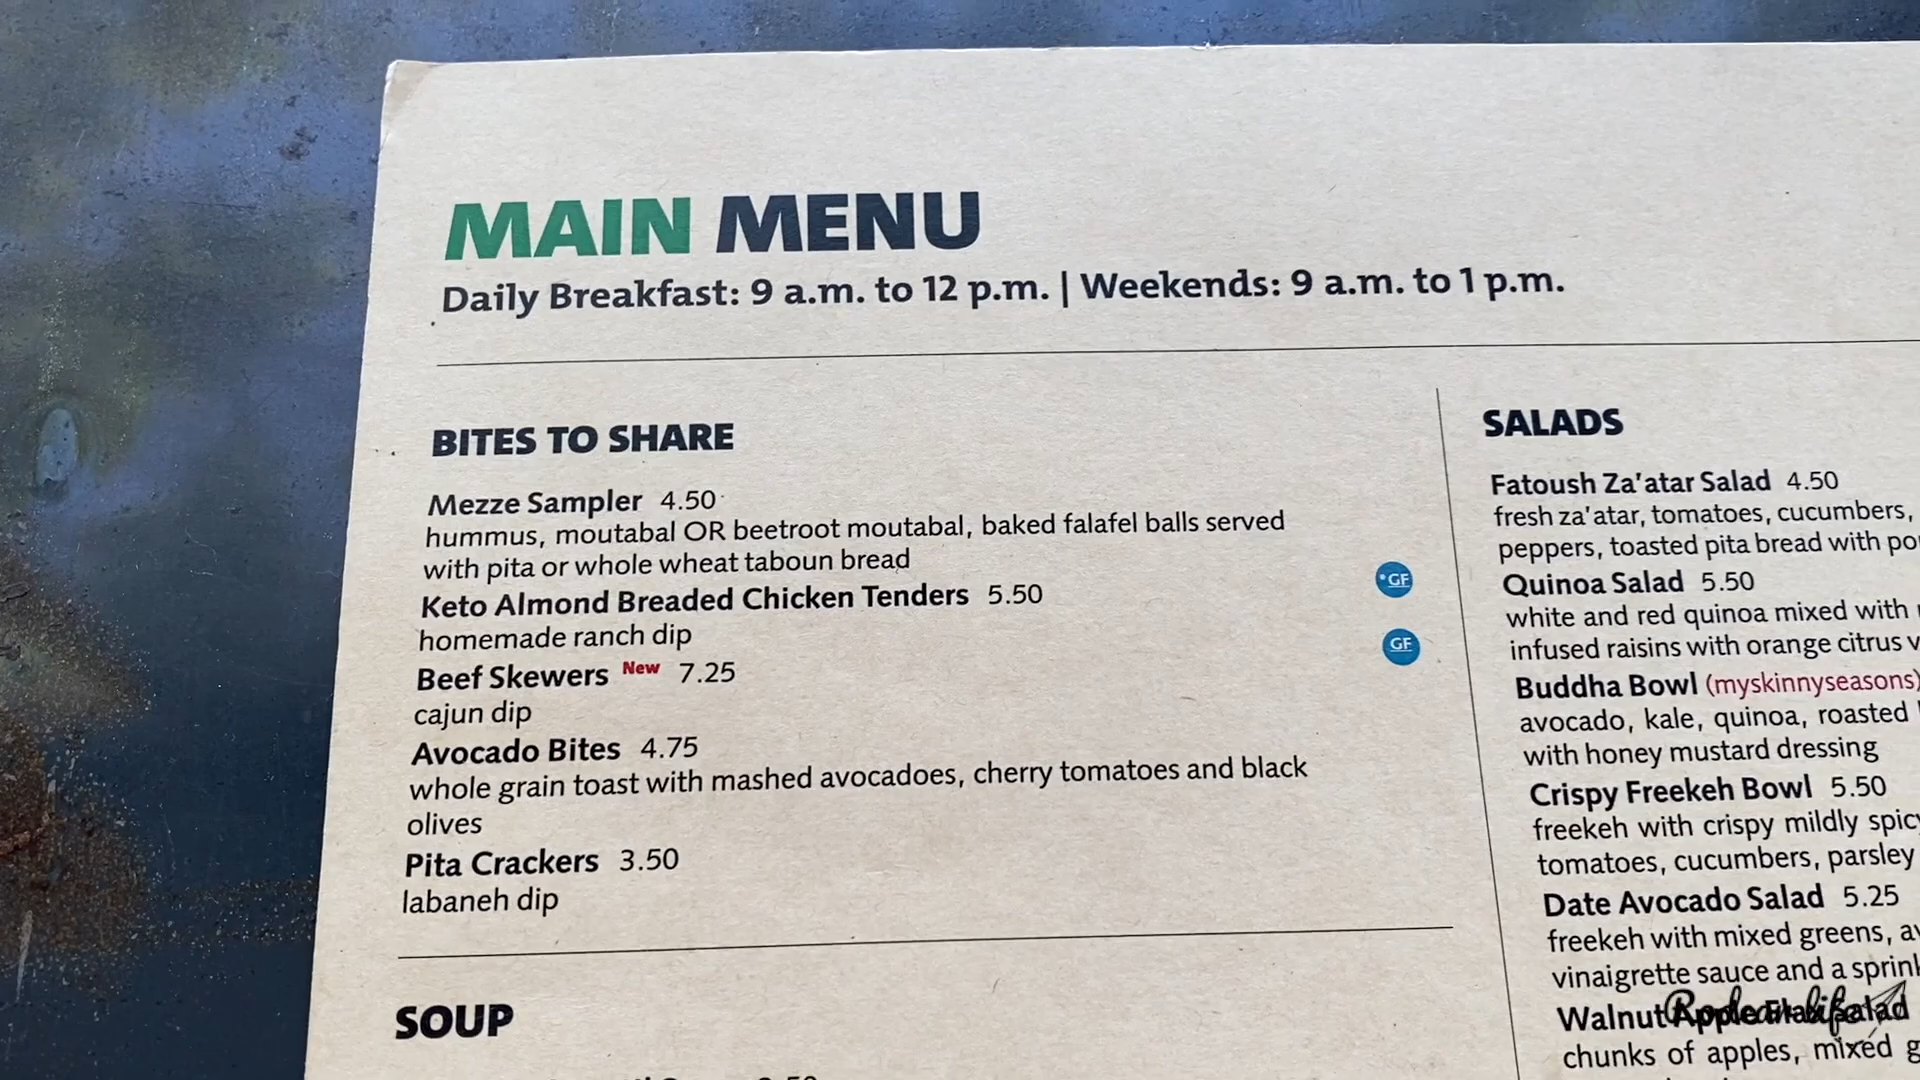 MAIN MENU
Daily Breakfast: 9 a.m. to 12 p.m. | Weekends: 9 a.m. to 1 p.m.
BITES TO SHARE
Mezze Sampler 4.50
hummus, moutabal OR beetroot moutabal, baked falafel balls served
with pita or whole wheat taboun bread
Keto Almond Breaded Chicken Tenders 5.50 *GF
homemade ranch dip
Beef Skewers New 7.25 GF
cajun dip
Avocado Bites 4.75
whole grain toast with mashed avocadoes, cherry tomatoes and black
olives
Pita Crackers 3.50
labaneh dip
SOUP
SALADS
Fatoush Za'atar Salad 4.50
fresh za'atar, tomatoes, cucumbers,
peppers, toasted pita bread with
Quinoa Salad 5.50
white and red quinoa mixed with
infused raisins with orange citrus
Buddha Bowl (myskinnyseasons)
avocado, kale, quinoa, roasted
with honey mustard dressing
Crispy Freekeh Bowl 5.50
freekeh with crispy mildly spicy
tomatoes, cucumbers, parsley
Date Avocado Salad 5.25
freekeh with mixed greens,
vinaigrette sauce and a
Walnut Apple Salad
chunks of apples, mixed